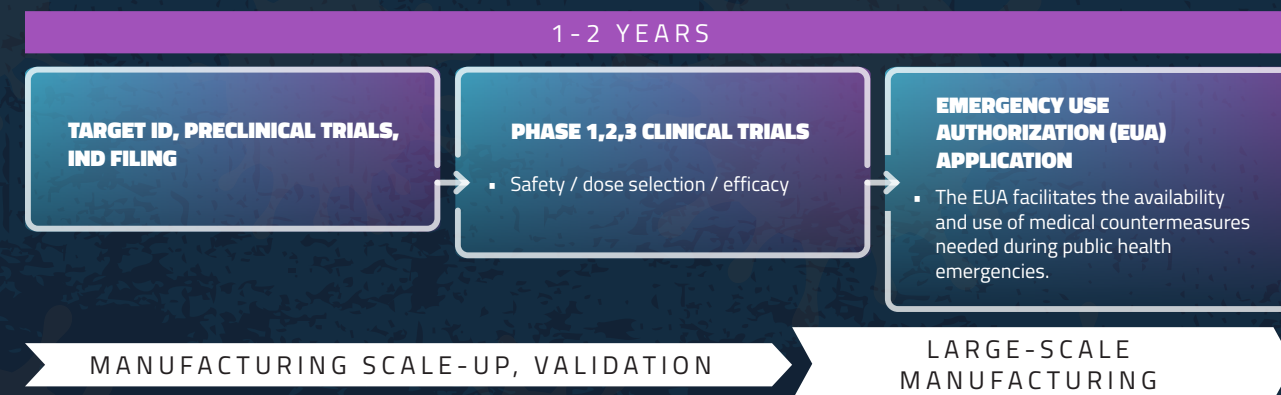 1-2 YEARS
TARGET ID, PRECLINICAL TRIALS,
IND FILING
PHASE 1,2,3 CLINICAL TRIALS
▪ Safety / dose selection / efficacy
EMERGENCY USE
AUTHORIZATION (EUA)
APPLICATION
▪ The EUA facilitates the availability
and use of medical countermeasures
needed during public health
emergencies.
MANUFACTURING SCALE-UP, VALIDATION
LARGE-SCALE
MANUFACTURING